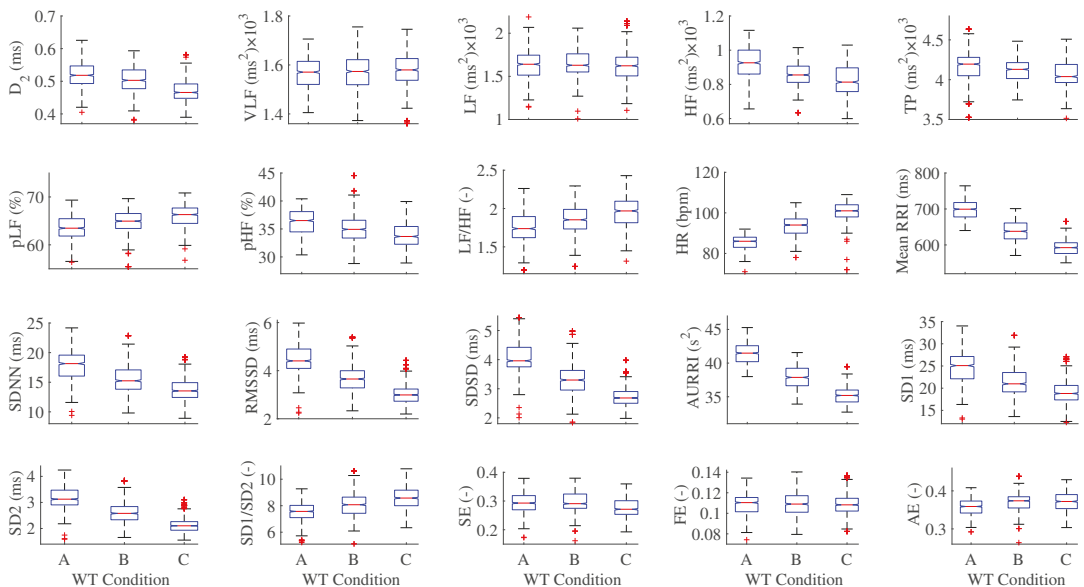 D₂ (ms)
0.7
0.6
0.5
0.4
VLF (ms²)×10³
1.8
1.6
1.4
LF (ms²)×10³
2
1.5
1
HF (ms²)×10³
1.2
1
0.8
0.6
TP (ms²)×10³
4.5
4
3.5
pLF (%)
70
60
pHF (%)
45
40
35
30
LF/HF (-)
2.5
2
1.5
HR (bpm)
120
100
80
Mean RRI (ms)
800
700
600
SDNN (ms)
25
20
15
10
RMSSD (ms)
6
4
2
SDSD (ms)
5
4
3
2
AURRI (s²)
45
40
35
SD1 (ms)
35
30
25
20
15
SD2 (ms)
4
3
2
SD1/SD2 (-)
10
8
6
SE (-)
0.4
0.3
0.2
FE (-)
0.14
0.12
0.1
0.08
AE (-)
0.4
0.3
A B C
WT Condition
A B C
WT Condition
A B C
WT Condition
A B C
WT Condition
A B C
WT Condition